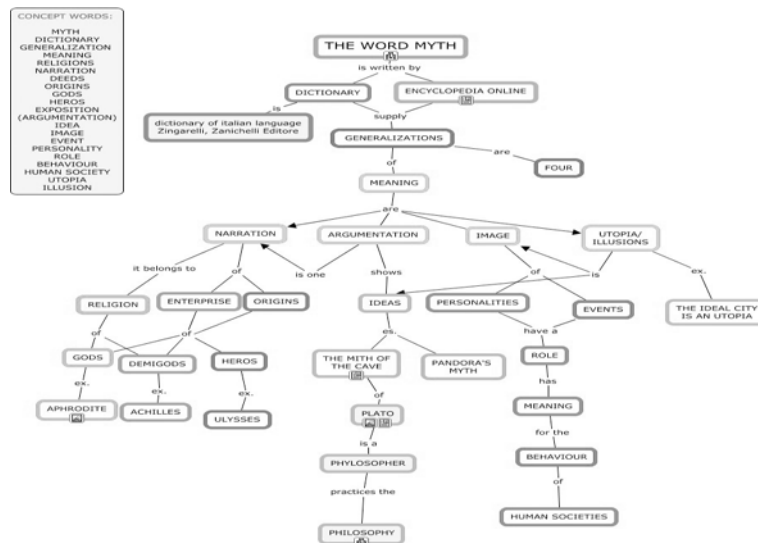 CONCEPT WORDS:
MYTH
DICTIONARY
GENERALIZATION
MEANING
RELIGIONS
NARRATION
DEEDS
ORIGINS
GODS
HEROS
EXPOSITION
(ARGUMENTATION)
IDEA
IMAGE
EVENT
PERSONALITY
ROLE
BEHAVIOUR
HUMAN SOCIETY
UTOPIA
ILLUSION
THE WORD MYTH
is written by
DICTIONARY
ENCYCLOPEDIA ONLINE
is
supply
dictionary of italian language
Zingarelli, Zanichelli Editore
GENERALIZATIONS
are
of
FOUR
MEANING
are
NARRATION
ARGUMENTATION
IMAGE
UTOPIA/
ILLUSIONS
it belongs to
of
is one
shows
of
is
ex.
RELIGION
ENTERPRISE
ORIGINS
IDEAS
PERSONALITIES
EVENTS
THE IDEAL CITY
IS AN UTOPIA
of
of
es.
have a
GODS
DEMIGODS
HEROS
THE MITH OF
THE CAVE
PANDORA'S
MYTH
ROLE
ex.
ex.
ex.
of
has
APHRODITE
ACHILLES
ULYSSES
PLATO
MEANING
is a
for the
PHYLOSOPHER
BEHAVIOUR
practices the
of
PHILOSOPHY
HUMAN SOCIETIES